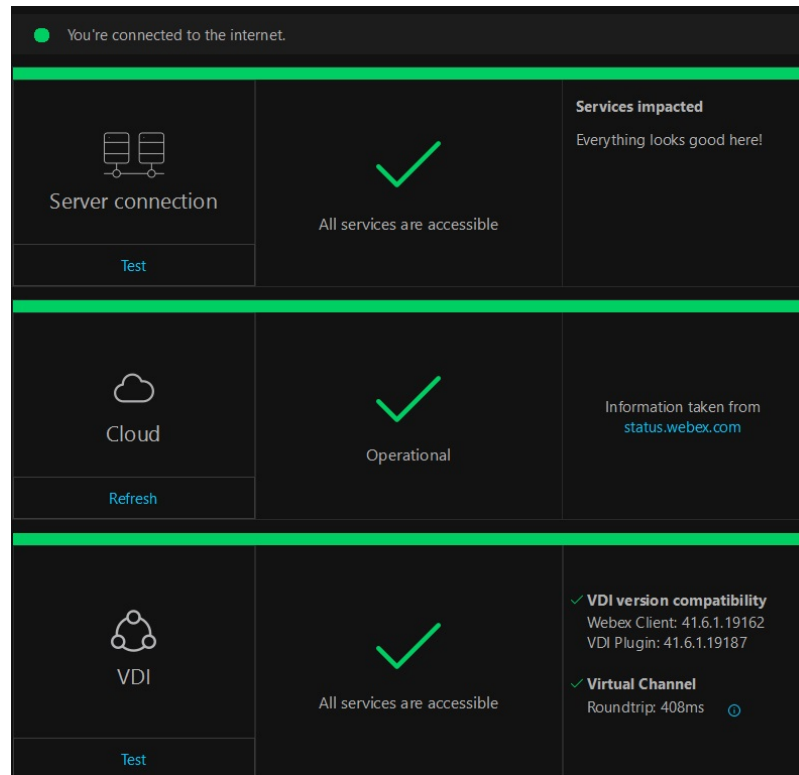 You're connected to the internet.
Server connection
Test
All services are accessible
Services impacted
Everything looks good here!
Cloud
Refresh
Operational
Information taken from
status.webex.com
VDI
Test
All services are accessible
VDI version compatibility
Webex Client: 41.6.1.19162
VDI Plugin: 41.6.1.19187
Virtual Channel
Roundtrip: 408ms